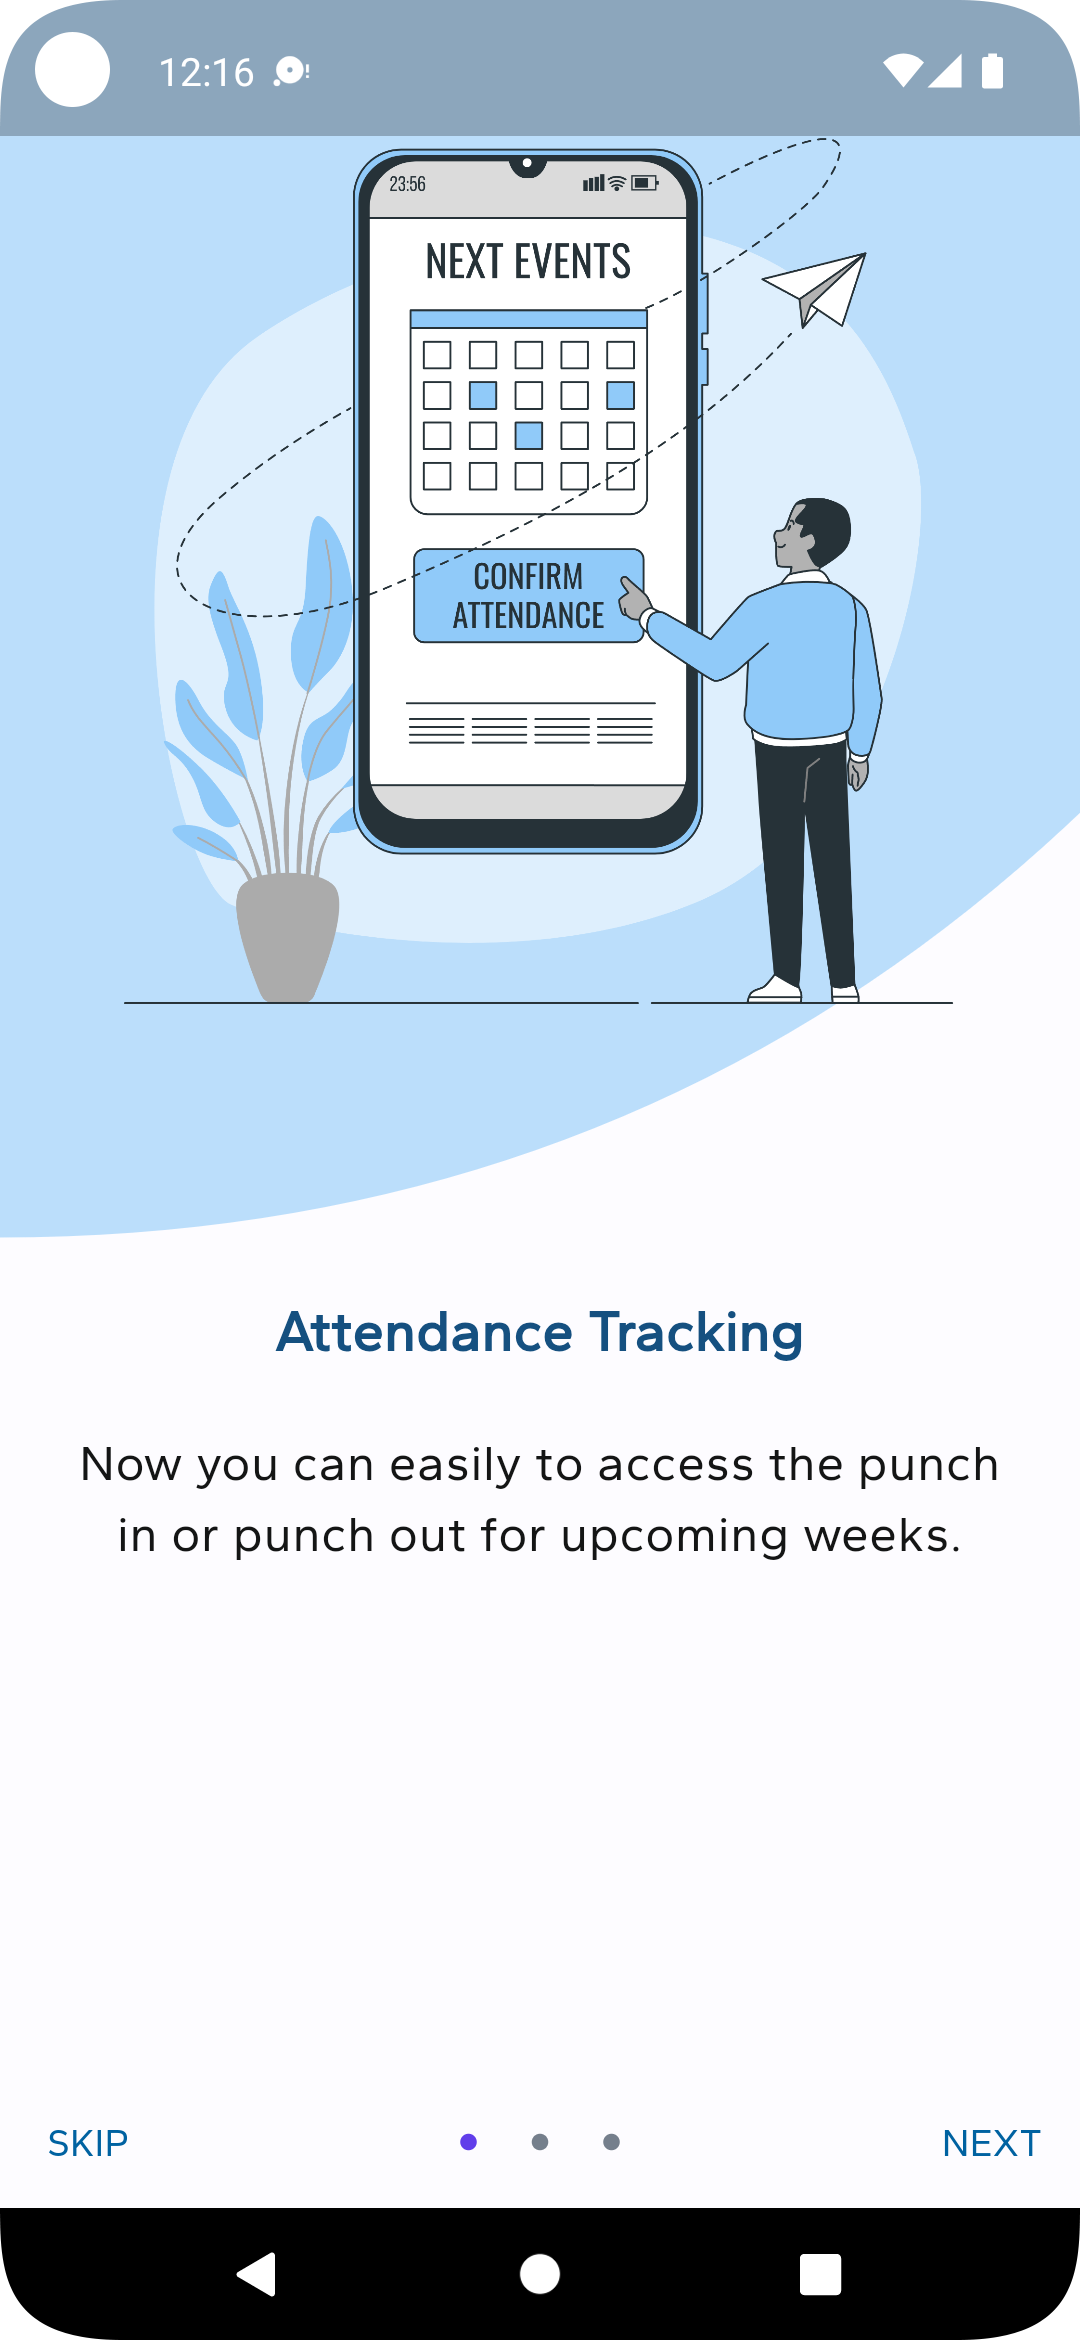 12:16
23:56
NEXT EVENTS
CONFIRM
ATTENDANCE
Attendance Tracking
Now you can easily to access the punch
in or punch out for upcoming weeks.
SKIP
NEXT